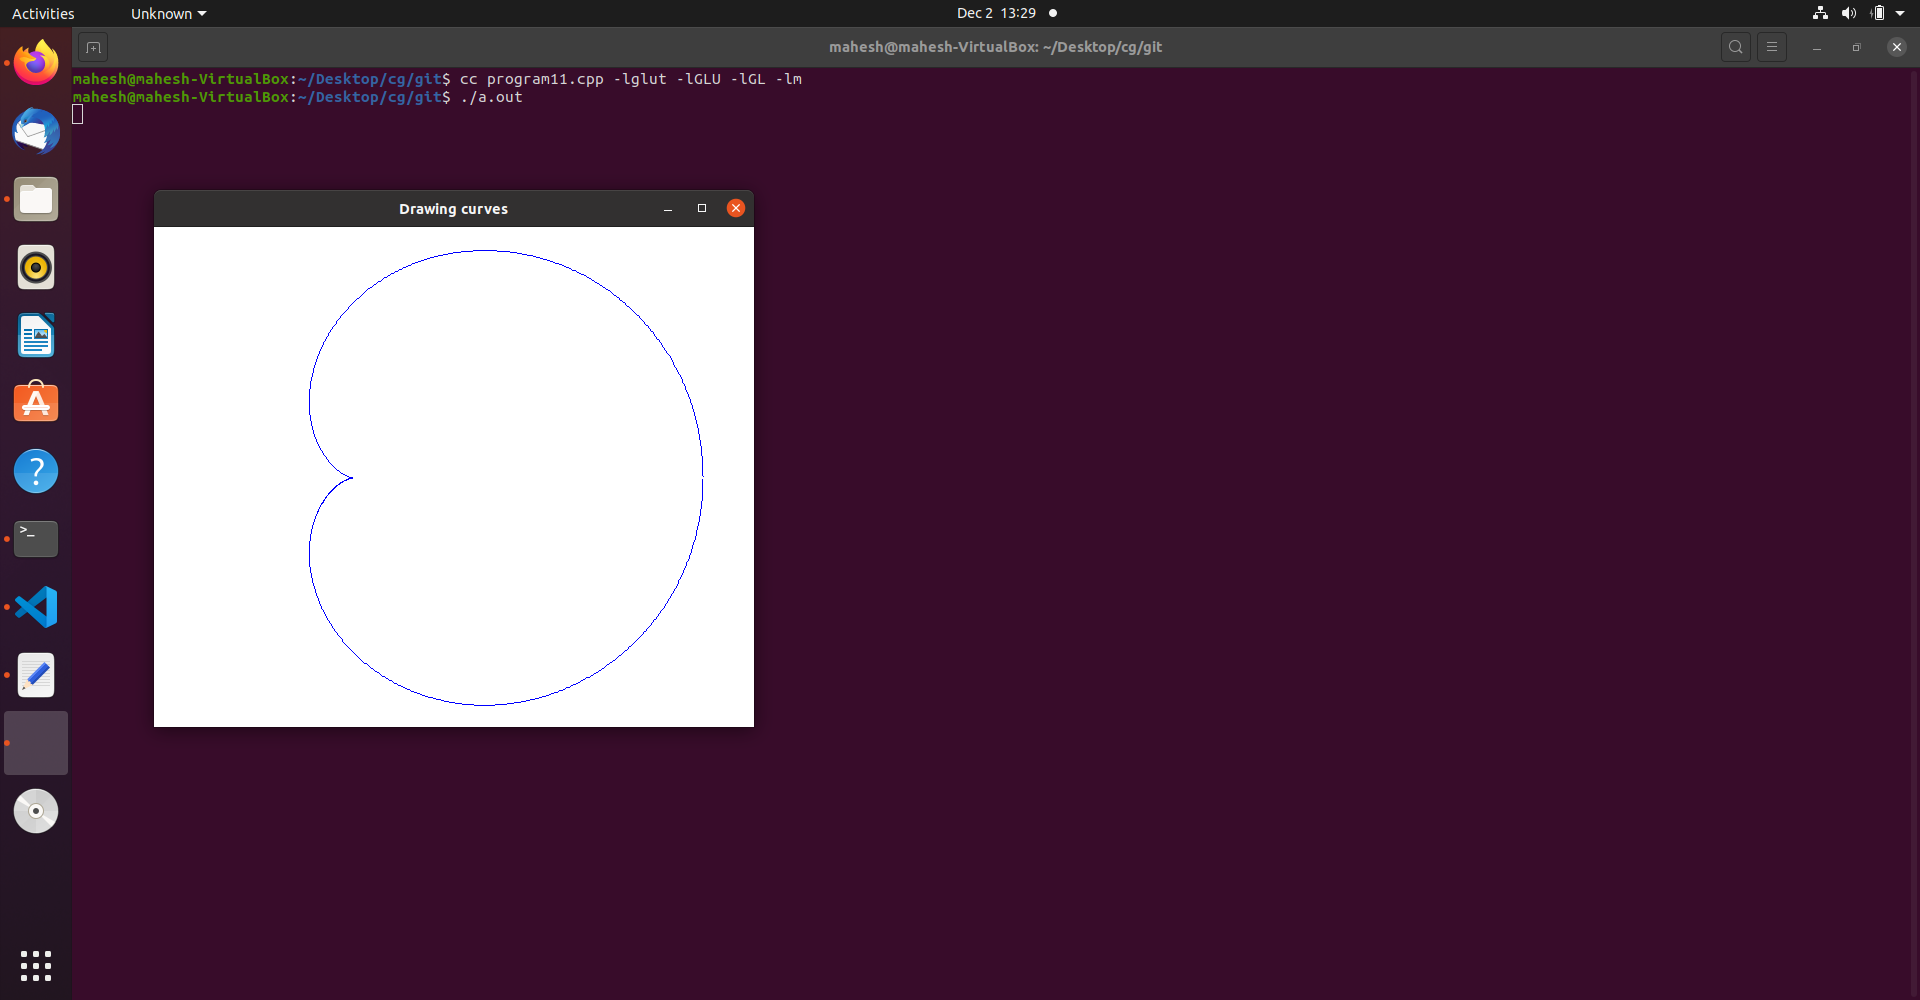 Activities
Unknown
Dec 2 13:29
mahesh@mahesh-VirtualBox: ~/Desktop/cg/git
mahesh@mahesh-VirtualBox:~/Desktop/cg/git$ cc program11.cpp -lglut -lGLU -lGL -lm
mahesh@mahesh-VirtualBox:~/Desktop/cg/git$ ./a.out
Drawing curves